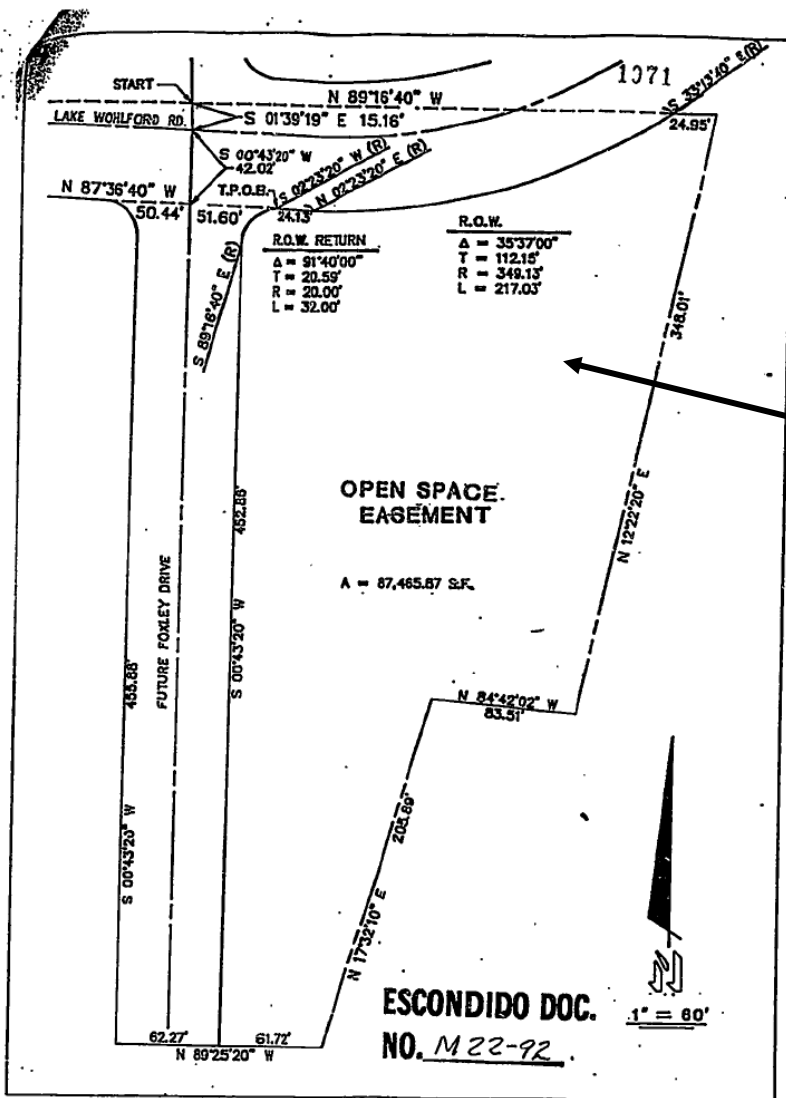 1371
START
N 89°16'40" W
S 33°13'40" E (R)
24.95'
LAKE WOHLFORD RD.
S 01°39'19" E 15.16'
S 00°43'20" W
42.02'
S 02°23'20" W (R)
N 02°23'20" E (R)
N 87°36'40" W
T.P.O.B.
50.44'
51.60'
24.13'
R.O.W. RETURN
Δ = 91°40'00"
T = 20.59'
R = 20.00'
L = 32.00'
R.O.W.
Δ = 35°37'00"
T = 112.15'
R = 349.13'
L = 217.03'
S 89°16'40" E (R)
348.01'
N 12°22'20" E
OPEN SPACE
EASEMENT
A = 87,465.87 S.F.
452.88'
S 00°43'20" W
FUTURE FOXLEY DRIVE
455.88'
S 00°43'20" W
N 84°42'02" W
83.51'
205.89'
N 17°32'10" E
62.27'
61.72'
N 89°25'20" W
ESCONDIDO DOC.
NO. M22-92
1" = 60'